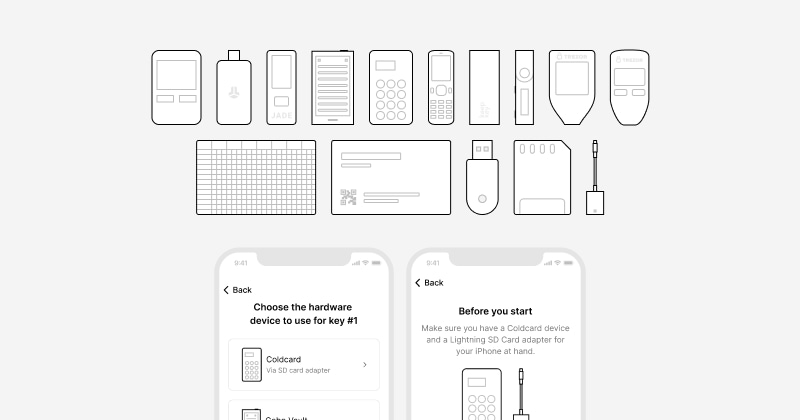 JADE
TREZOR
TREZOR
9:41
Back
Choose the hardware
device to use for key #1
Coldcard
Via SD card adapter
Cobo Vault
9:41
Back
Before you start
Make sure you have a Coldcard device
and a Lightning SD Card adapter for
your iPhone at hand.